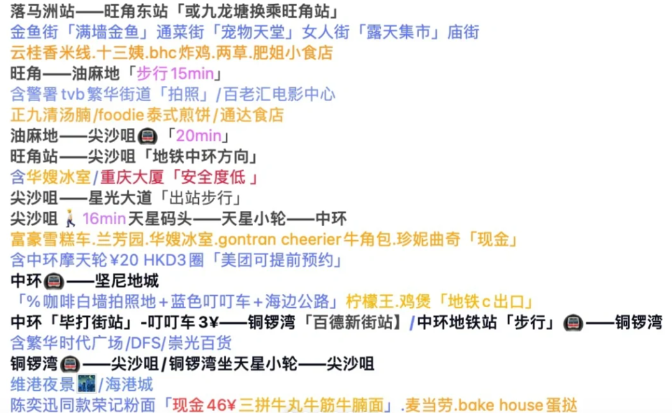 落马洲站——旺角东站「或九龙塘换乘旺角站」
金鱼街「满墙金鱼」通菜街「宠物天堂」女人街「露天集市」庙街
云桂香米线.十三姨.bhc炸鸡.两草.肥姐小食店
旺角——油麻地「步行15min」
含警署tvb繁华街道「拍照」/百老汇电影中心
正九清汤腩/foodie泰式煎饼/通达食店
油麻地——尖沙咀🚇「20min」
旺角站——尖沙咀「地铁中环方向」
含华嫂冰室/重庆大厦「安全度低 」
尖沙咀——星光大道「出站步行」
尖沙咀🚶16min天星码头——天星小轮——中环
富豪雪糕车.兰芳园.华嫂冰室.gontran cheerier牛角包.珍妮曲奇「现金」
含中环摩天轮¥20 HKD3圈「美团可提前预约」
中环🚇——坚尼地城
「%咖啡白墙拍照地+蓝色叮叮车+海边公路」柠檬王.鸡煲「地铁c出口」
中环「毕打街站」-叮叮车3¥——铜锣湾「百德新街站】/中环地铁站「步行」🚇——铜锣湾
含繁华时代广场/DFS/崇光百货
铜锣湾🚇——尖沙咀/铜锣湾坐天星小轮——尖沙咀
维港夜景🌃/海港城
陈奕迅同款荣记粉面「现金46¥三拼牛丸牛筋牛腩面」.麦当劳.bake house蛋挞